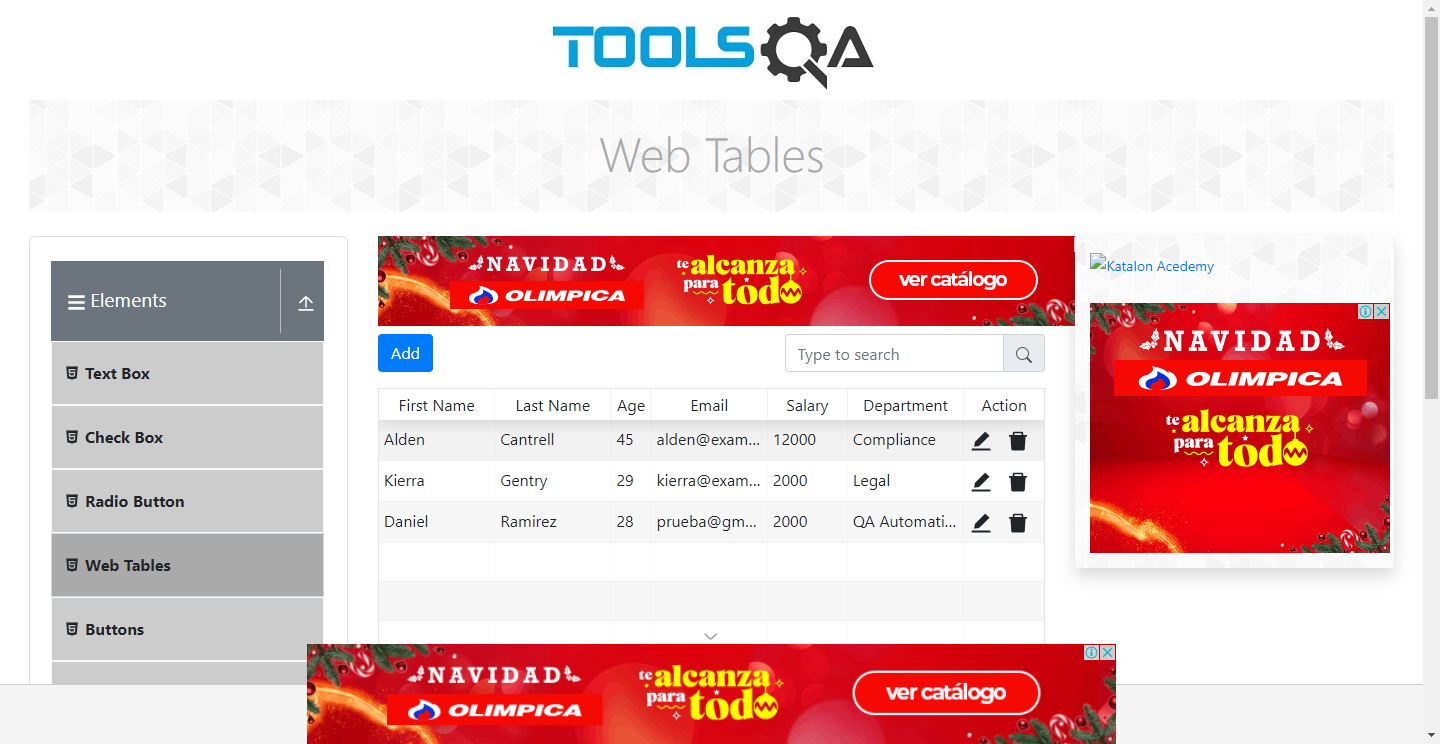 TOOLSQA
Web Tables
Elements
Text Box
Check Box
Radio Button
Web Tables
Buttons
NAVIDAD
OLIMPICA
te alcanza
para todo
ver catálogo
Add
Type to search
First Name Last Name Age Email Salary Department Action
Alden Cantrell 45 alden@exam... 12000 Compliance
Kierra Gentry 29 kierra@exam... 2000 Legal
Daniel Ramirez 28 prueba@gm... 2000 QA Automati...
Katalon Acedemy
NAVIDAD
OLIMPICA
te alcanza
para todo
NAVIDAD
OLIMPICA
te alcanza
para todo
ver catálogo